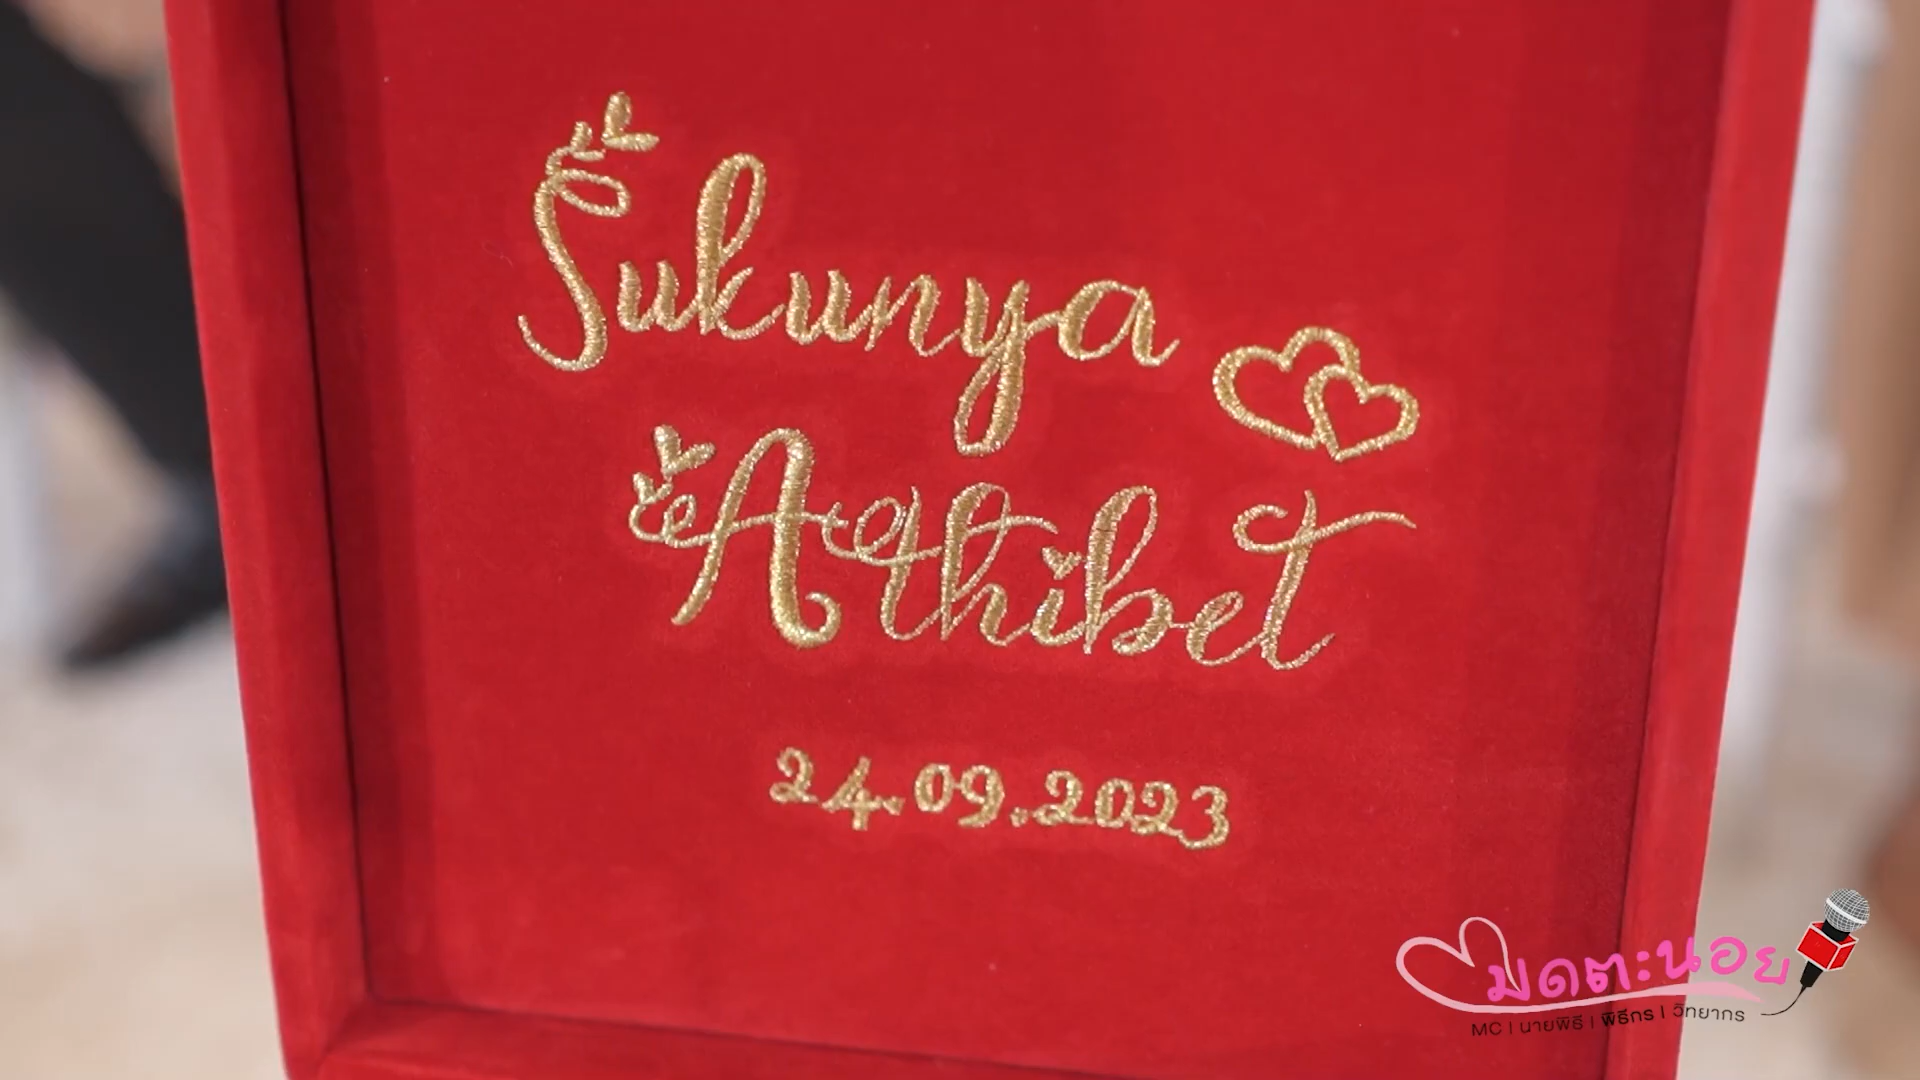 Sukunya
Athibet
24.09.2023
มดตะนอย
MC | นายพิธี | พิธีกร | วิทยากร